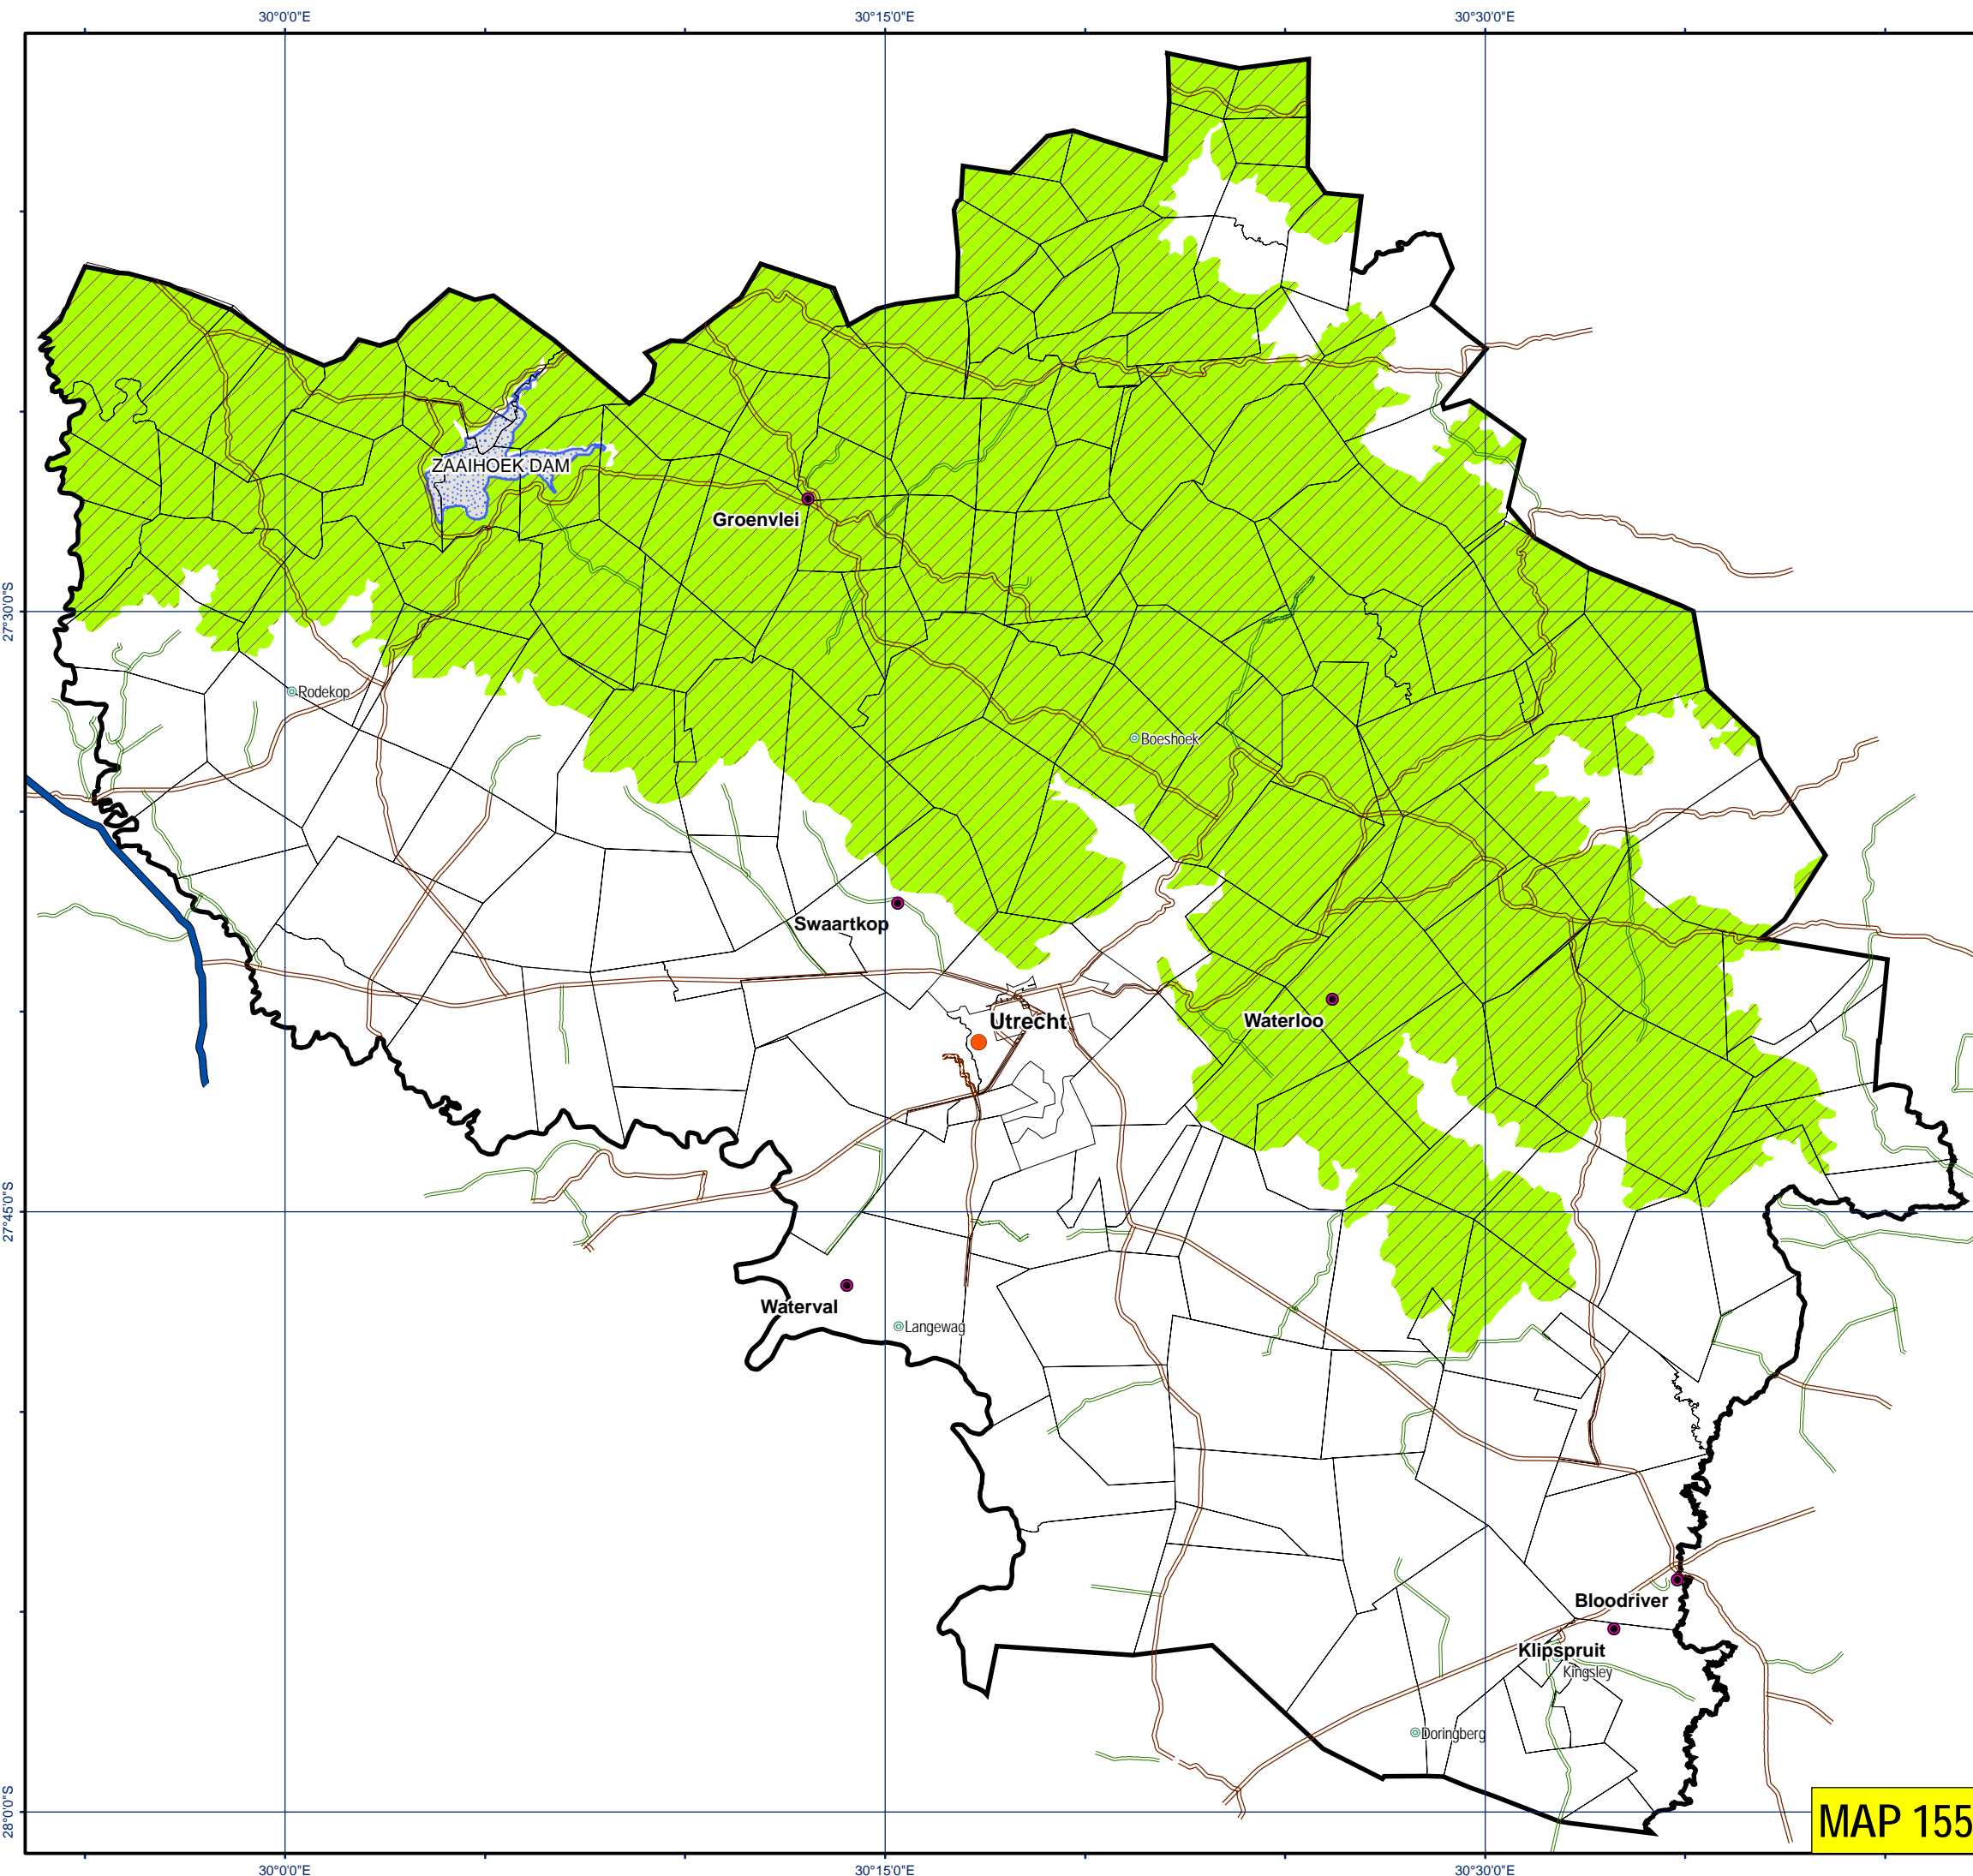 30°0'0"E
30°15'0"E
30°30'0"E
ZAAIHOEK DAM
Groenvlei
27°30'0"S
Rodekop
Boeshoek
Swaartkop
Utrecht
Waterloo
27°45'0"S
Waterval
Langewag
Bloodriver
Klipspruit
Kingsley
Doringberg
28°0'0"S
MAP 155
30°0'0"E
30°15'0"E
30°30'0"E